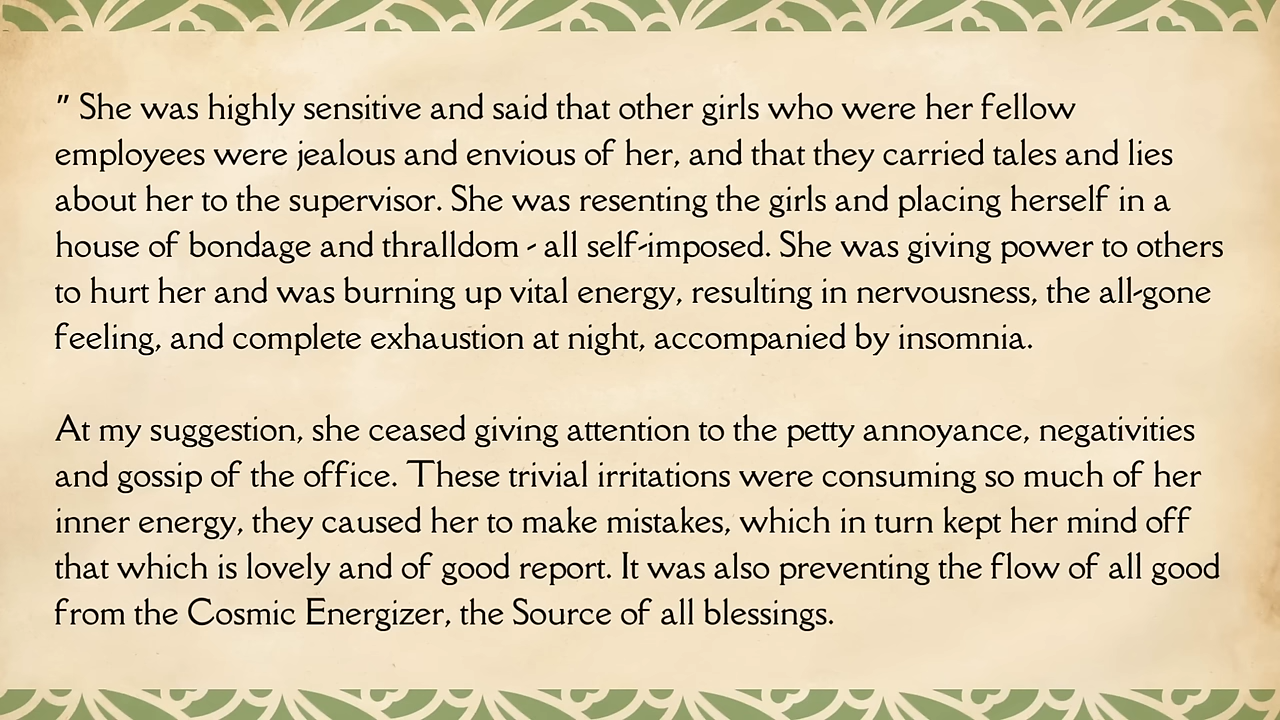 " She was highly sensitive and said that other girls who were her fellow
employees were jealous and envious of her, and that they carried tales and lies
about her to the supervisor. She was resenting the girls and placing herself in a
house of bondage and thralldom - all self-imposed. She was giving power to others
to hurt her and was burning up vital energy, resulting in nervousness, the all-gone
feeling, and complete exhaustion at night, accompanied by insomnia.
At my suggestion, she ceased giving attention to the petty annoyance, negativities
and gossip of the office. These trivial irritations were consuming so much of her
inner energy, they caused her to make mistakes, which in turn kept her mind off
that which is lovely and of good report. It was also preventing the flow of all good
from the Cosmic Energizer, the Source of all blessings.